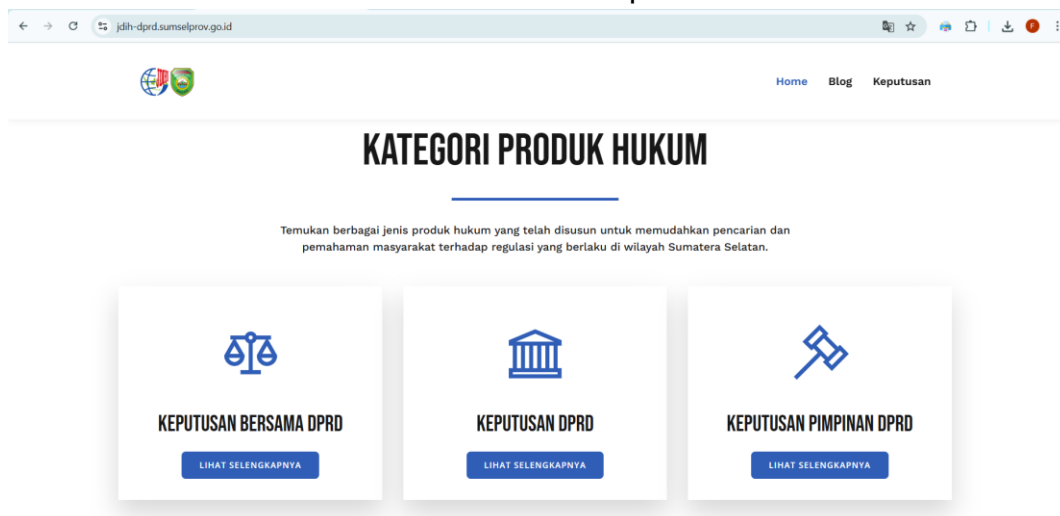 jdih-dprd.sumselprov.go.id
Home Blog Keputusan
KATEGORI PRODUK HUKUM
Temukan berbagai jenis produk hukum yang telah disusun untuk memudahkan pencarian dan
pemahaman masyarakat terhadap regulasi yang berlaku di wilayah Sumatera Selatan.
KEPUTUSAN BERSAMA DPRD
LIHAT SELENGKAPNYA
KEPUTUSAN DPRD
LIHAT SELENGKAPNYA
KEPUTUSAN PIMPINAN DPRD
LIHAT SELENGKAPNYA